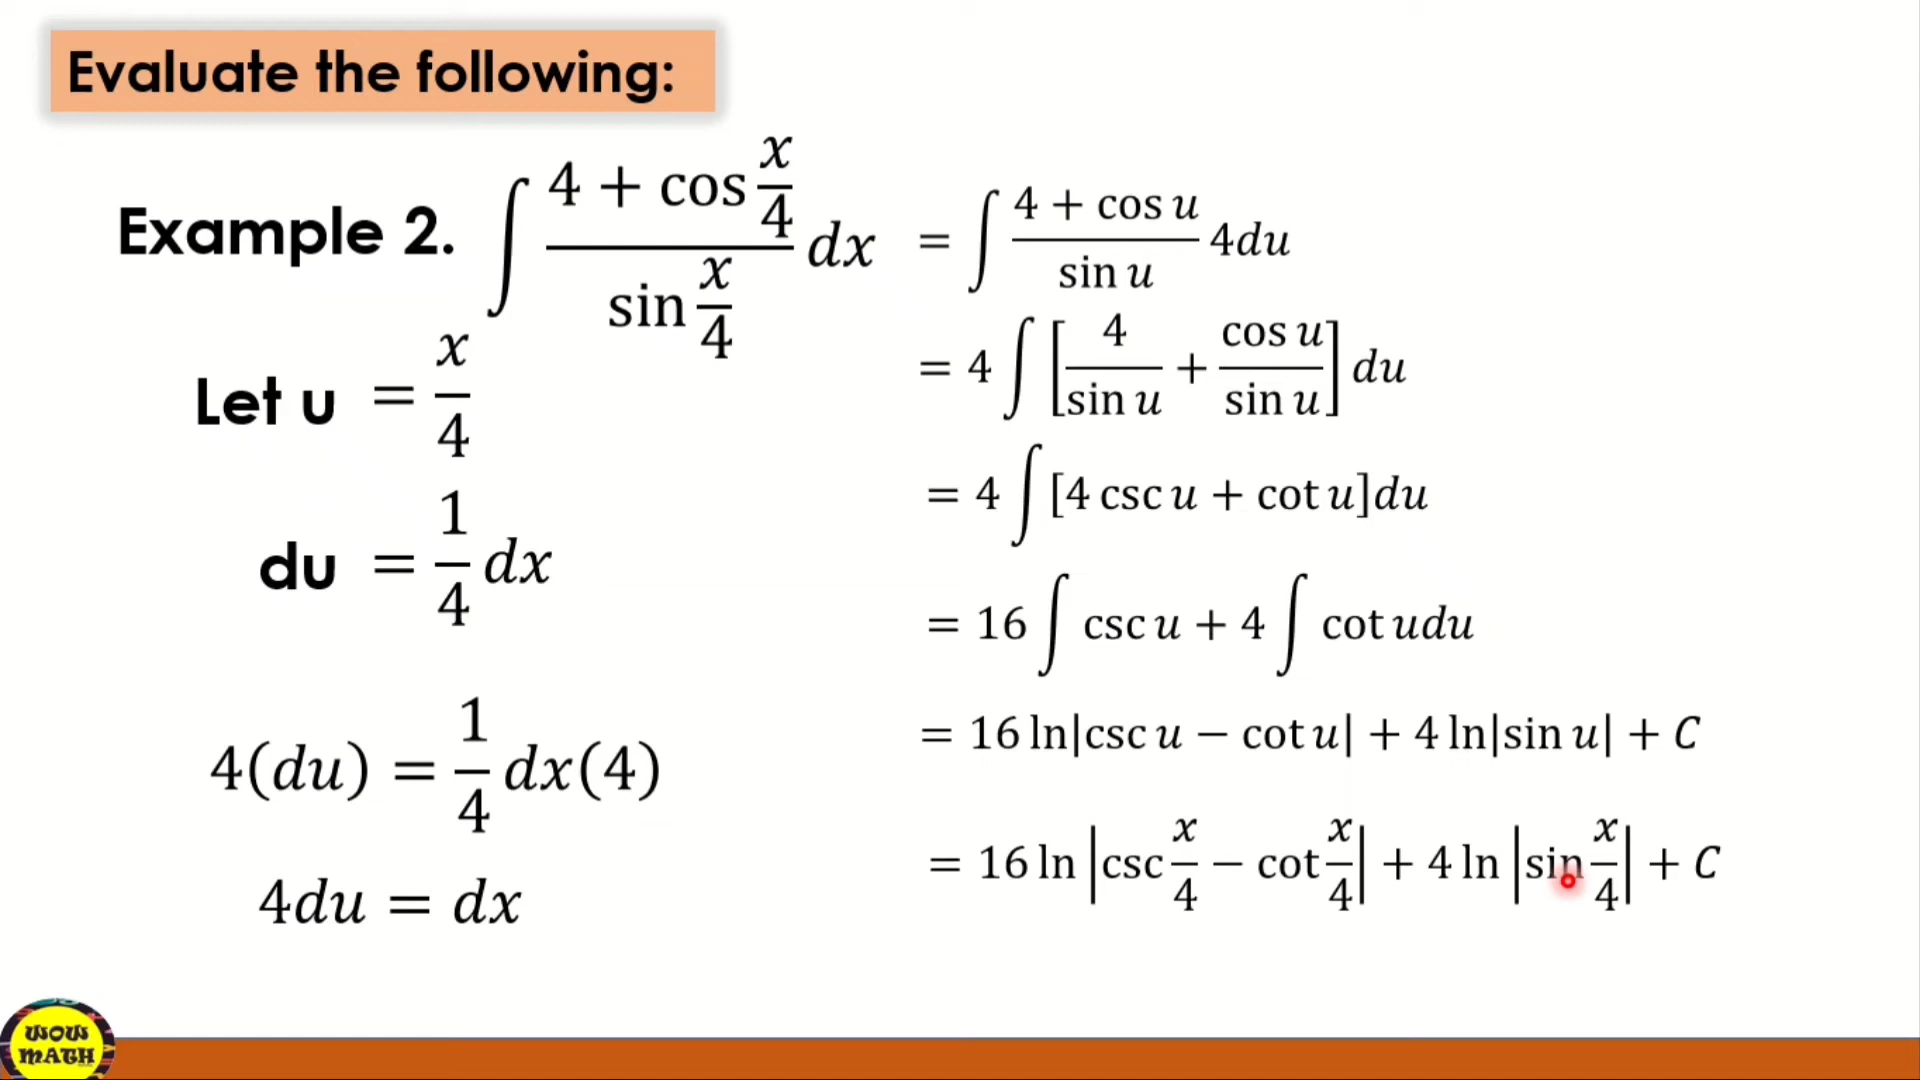 Evaluate the following:
Example 2. ∫ (4 + cos x/4)/(sin x/4) dx
Let u = x/4
du = 1/4 dx
4(du) = 1/4 dx(4)
4du = dx
= ∫ (4 + cos u)/(sin u) 4du
= 4 ∫ [4/(sin u) + (cos u)/(sin u)] du
= 4 ∫ [4 csc u + cot u]du
= 16 ∫ csc u + 4 ∫ cot udu
= 16 ln|csc u − cot u| + 4 ln|sin u| + C
= 16 ln |csc x/4 − cot x/4| + 4 ln |sin x/4| + C
WOW
MATH